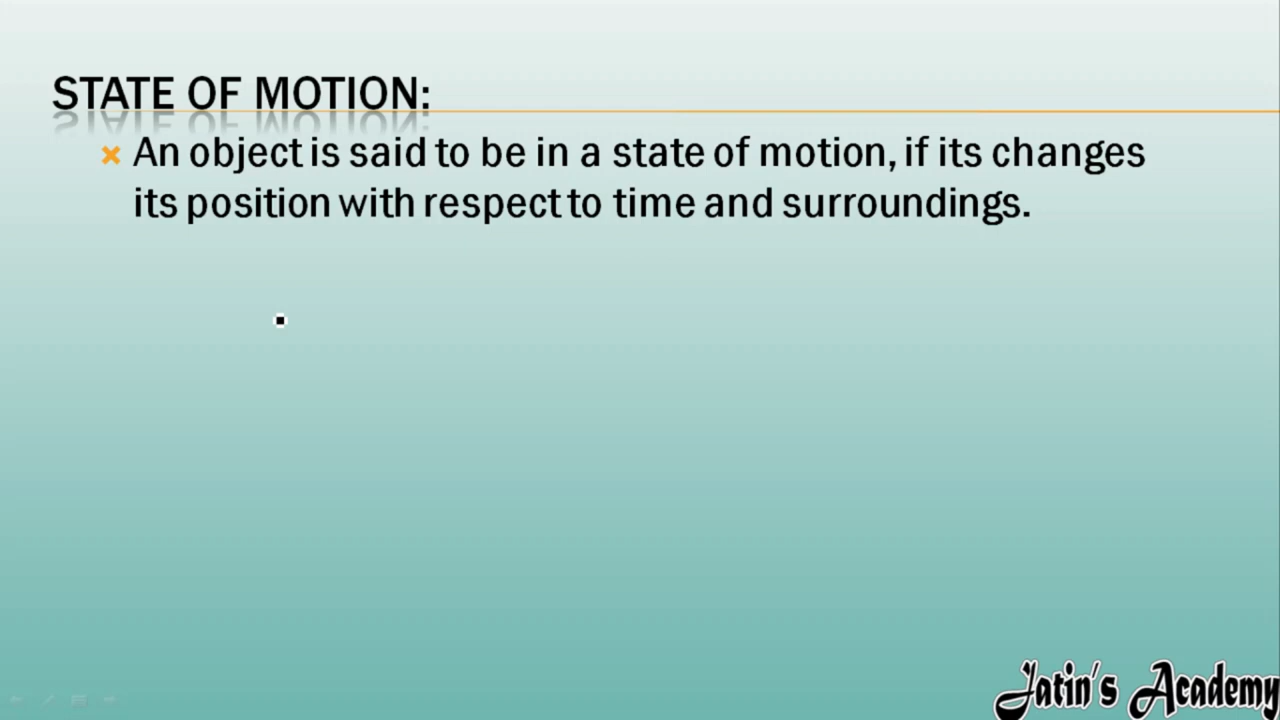 STATE OF MOTION:
An object is said to be in a state of motion, if its changes
its position with respect to time and surroundings.
Jatin's Academy